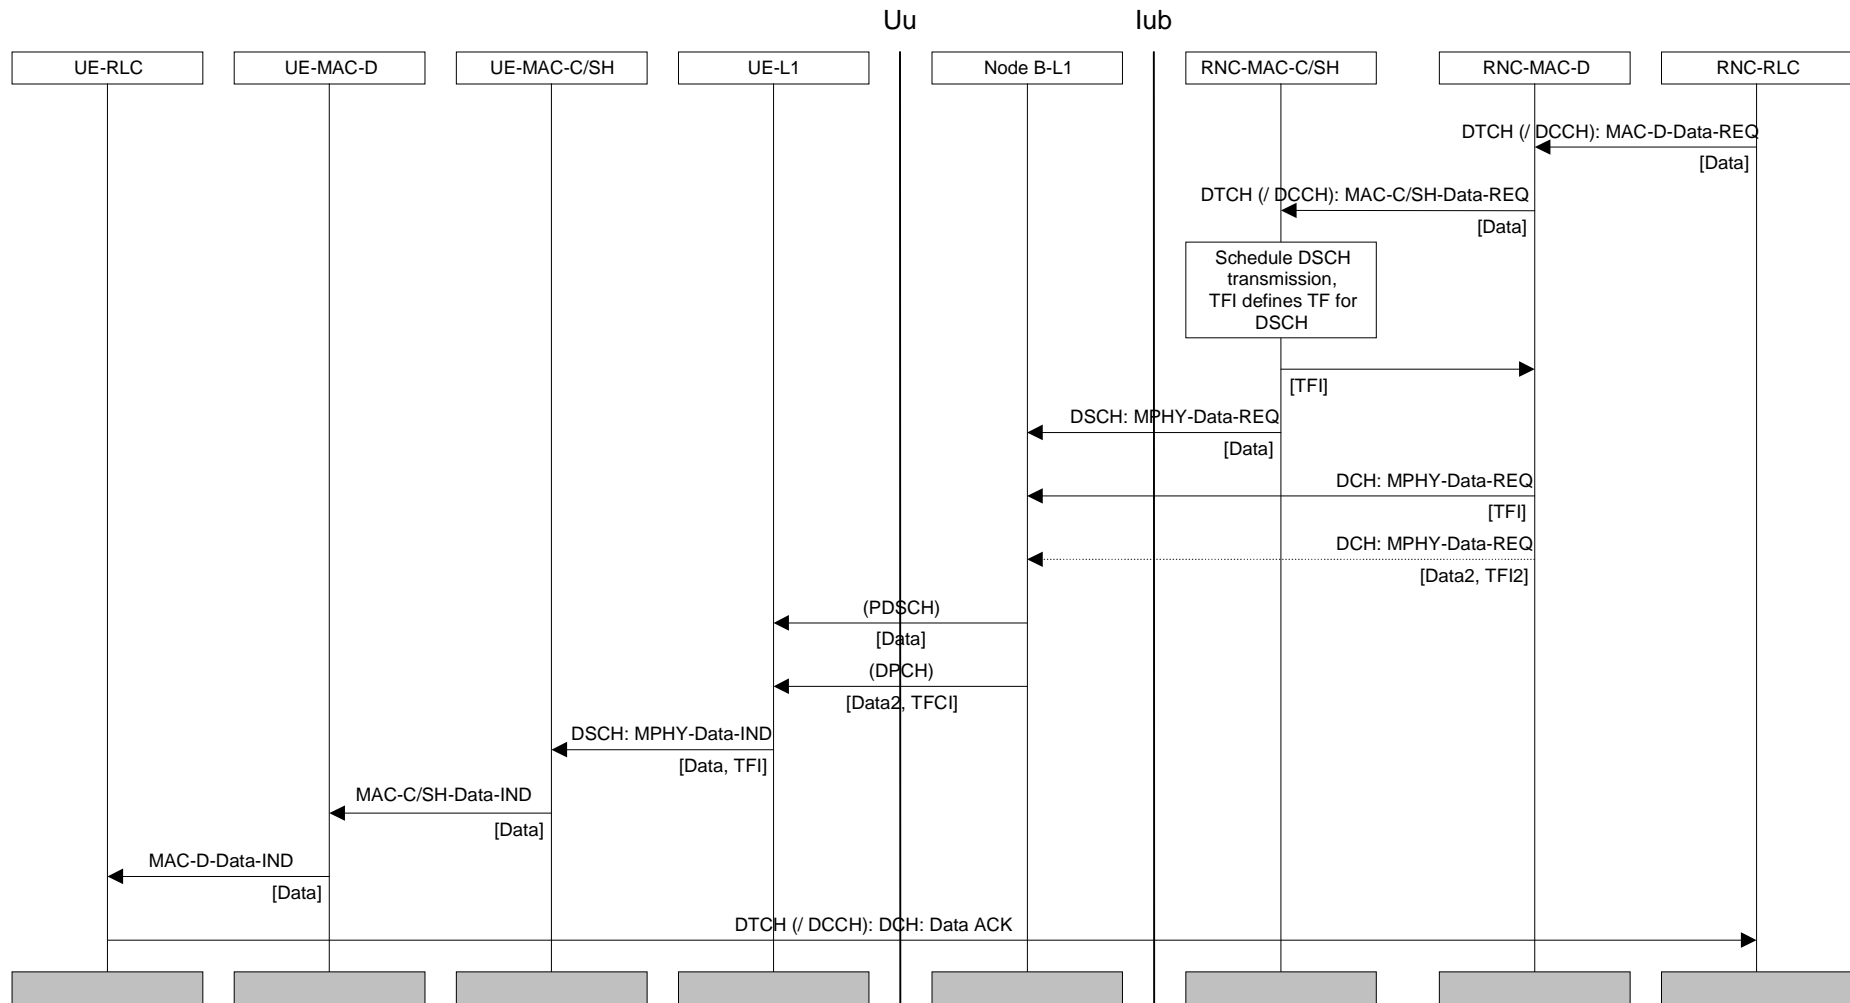 Uu
Iub
UE-RLC
UE-MAC-D
UE-MAC-C/SH
UE-L1
Node B-L1
RNC-MAC-C/SH
RNC-MAC-D
RNC-RLC
DTCH (/ DCCH): MAC-D-Data-REQ
[Data]
DTCH (/ DCCH): MAC-C/SH-Data-REQ
[Data]
Schedule DSCH
transmission,
TFI defines TF for
DSCH
[TFI]
DSCH: MPHY-Data-REQ
[Data]
DCH: MPHY-Data-REQ
[TFI]
DCH: MPHY-Data-REQ
[Data2, TFI2]
(PDSCH)
[Data]
(DPCH)
[Data2, TFCI]
DSCH: MPHY-Data-IND
[Data, TFI]
MAC-C/SH-Data-IND
[Data]
MAC-D-Data-IND
[Data]
DTCH (/ DCCH): DCH: Data ACK